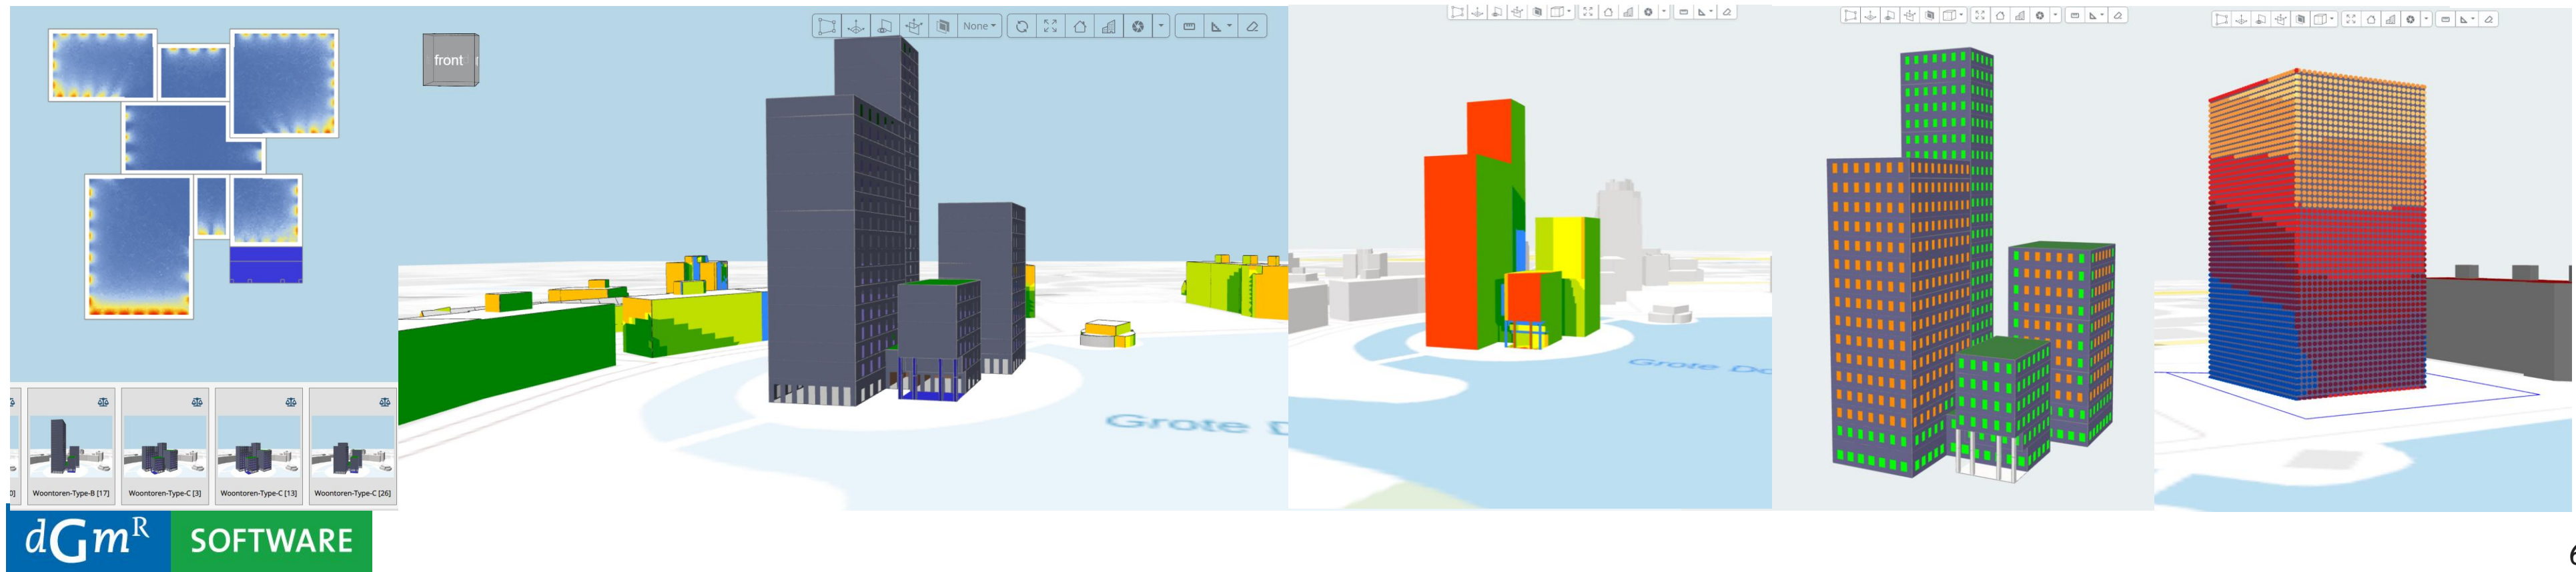 front
None
Grote D
Grote Do
0]
Woontoren-Type-B [17]
Woontoren-Type-C [3]
Woontoren-Type-C [13]
Woontoren-Type-C [26]
dGmR SOFTWARE